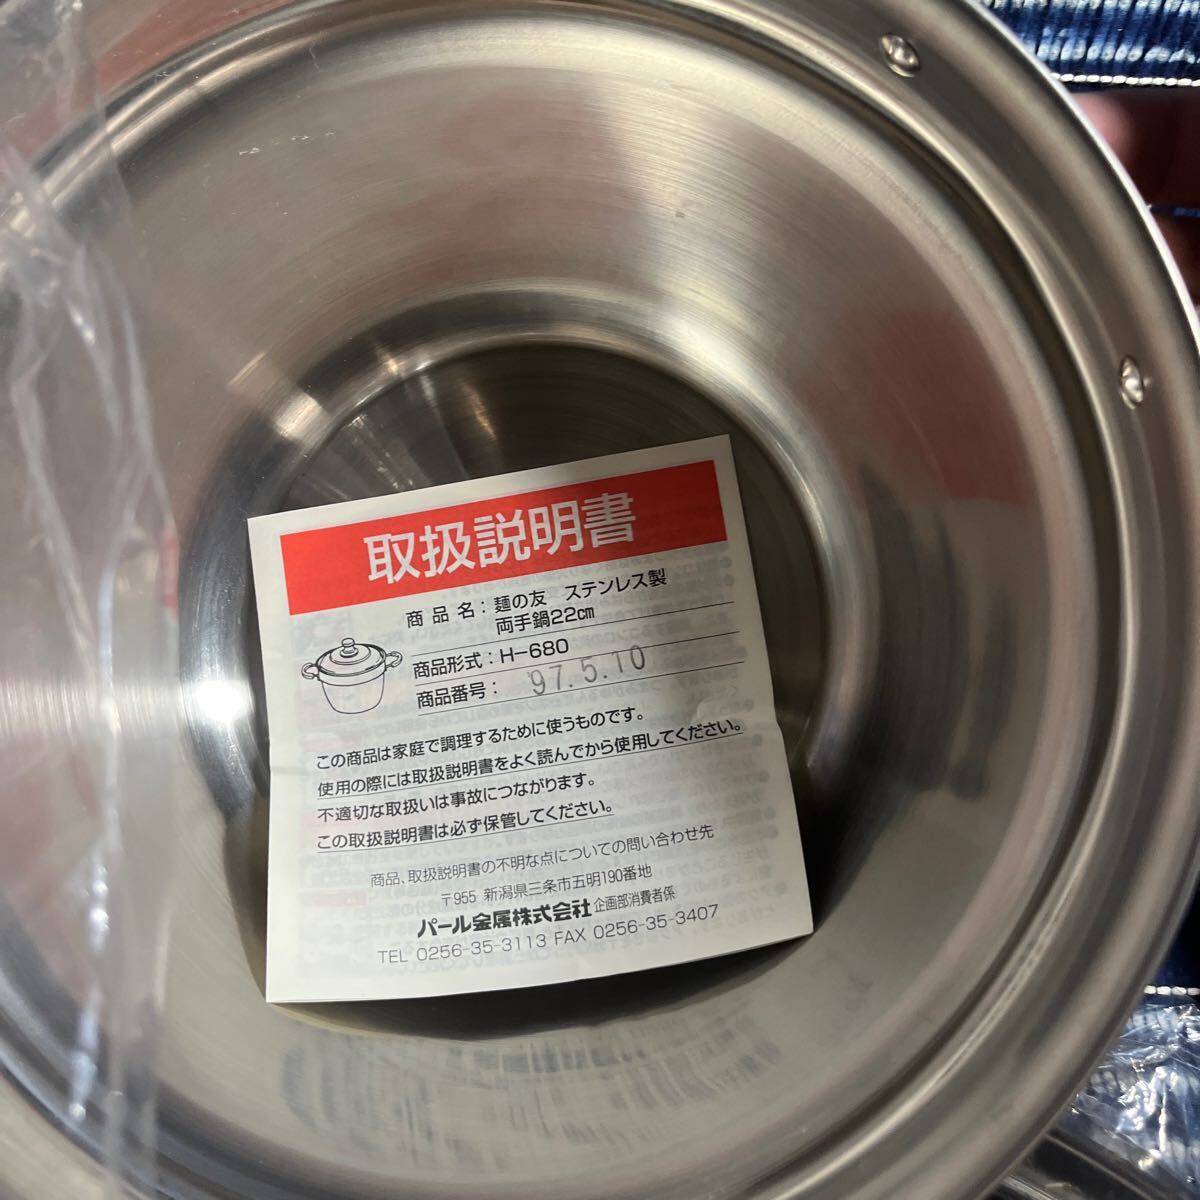 取扱説明書
商品名：麺の友 ステンレス製
両手鍋22cm
商品形式：H-680
商品番号： 97.5.10
この商品は家庭で調理するために使うものです。
使用の際には取扱説明書をよく読んでから使用してください。
不適切な取扱いは事故につながります。
この取扱説明書は必ず保管してください。
商品、取扱説明書の不明な点についての問い合わせ先
〒955 新潟県三条市五明190番地
パール金属株式会社 企画部消費者係
TEL 0256-35-3113 FAX 0256-35-3407